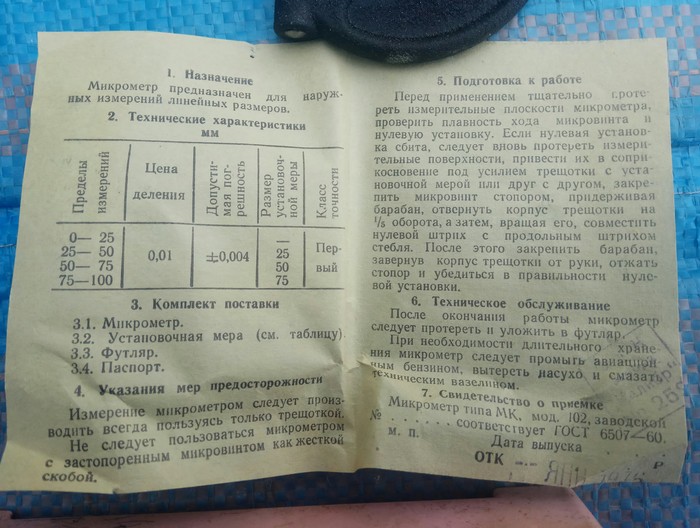 1. Назначение
Микрометр предназначен для наруж-
ных измерений линейных размеров.
2. Технические характеристики
мм
Пределы измерений
Цена деления
Допусти-
мая пог-
решность
Размер
установоч-
ной меры
Класс точности
0— 25 —
25— 50 25
50— 75 0,01 ±0,004 50 Пер-
75—100 75 вый
3. Комплект поставки
3.1. Микрометр.
3.2. Установочная мера (см. таблицу).
3.3. Футляр.
3.4. Паспорт.
4. Указания мер предосторожности
Измерение микрометром следует произ-
водить всегда пользуясь только трещоткой.
Не следует пользоваться микрометром
с застопоренным микровинтом как жесткой
скобой.
5. Подготовка к работе
Перед применением тщательно проте-
реть измерительные плоскости микрометра,
проверить плавность хода микровинта и
нулевую установку. Если нулевая установ-
ка сбита, следует вновь протереть измери-
тельные поверхности, привести их в сопри-
косновение под усилием трещотки с уста-
новочной мерой или друг с другом, закре-
пить микровинт стопором, придерживая
барабан, отвернуть корпус трещотки на
1/5 оборота, а затем, вращая его, совместить
нулевой штрих с продольным штрихом
стебля. После этого закрепить барабан,
завернув корпус трещотки от руки, отжать
стопор и убедиться в правильности нуле-
вой установки.
6. Техническое обслуживание
После окончания работы микрометр
следует протереть и уложить в футляр.
При необходимости длительного хране-
ния микрометр следует промыть авиацион-
ным бензином, вытереть насухо и смазать
техническим вазелином.
7. Свидетельство о приемке
Микрометр типа МК, мод. 102, заводской
№ . . . . . . . соответствует ГОСТ 6507—60.
м. п. Дата выпуска
ОТК